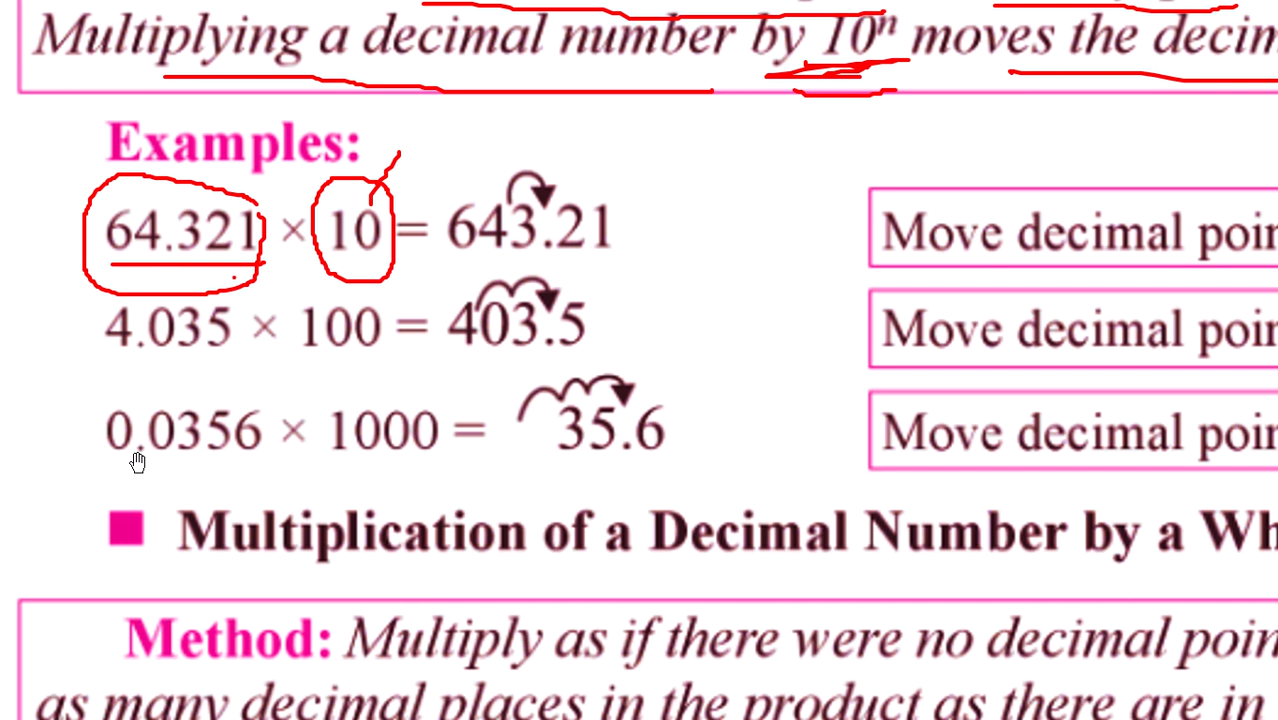 Multiplying a decimal number by 10ⁿ moves the decim
Examples:
64.321 × 10 = 643.21
Move decimal poin
4.035 × 100 = 403.5
Move decimal poin
0.0356 × 1000 = 35.6
Move decimal poin
Multiplication of a Decimal Number by a Wh
Method: Multiply as if there were no decimal poin
as many decimal places in the product as there are in